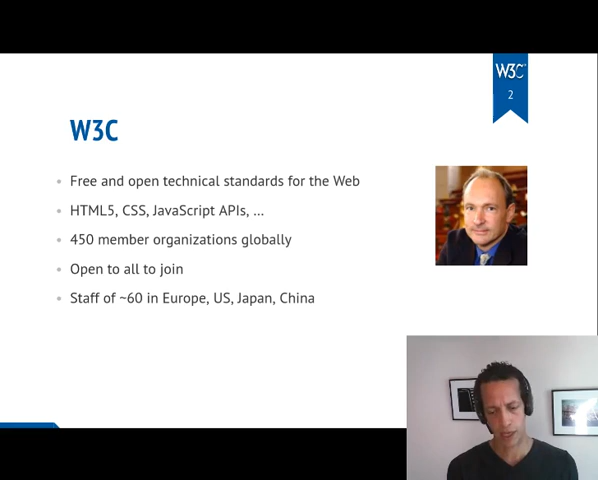 W3C
2
W3C
Free and open technical standards for the Web
HTML5, CSS, JavaScript APIs, ...
450 member organizations globally
Open to all to join
Staff of ~60 in Europe, US, Japan, China